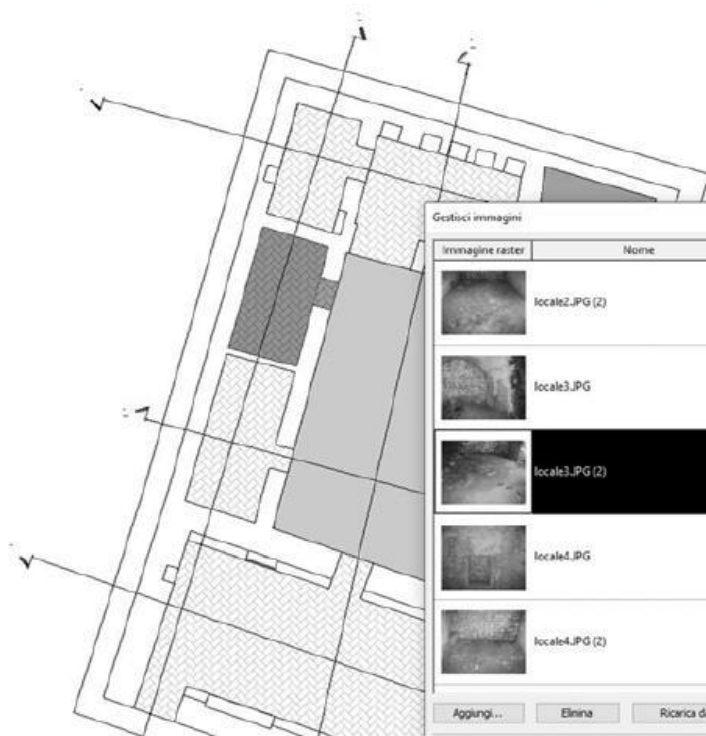 Gestisci immagini
Immagine raster Nome
locale2.JPG (2)
locale3.JPG
locale3.JPG (2)
locale4.JPG
locale4.JPG (2)
Aggiungi... Elimina Ricarica